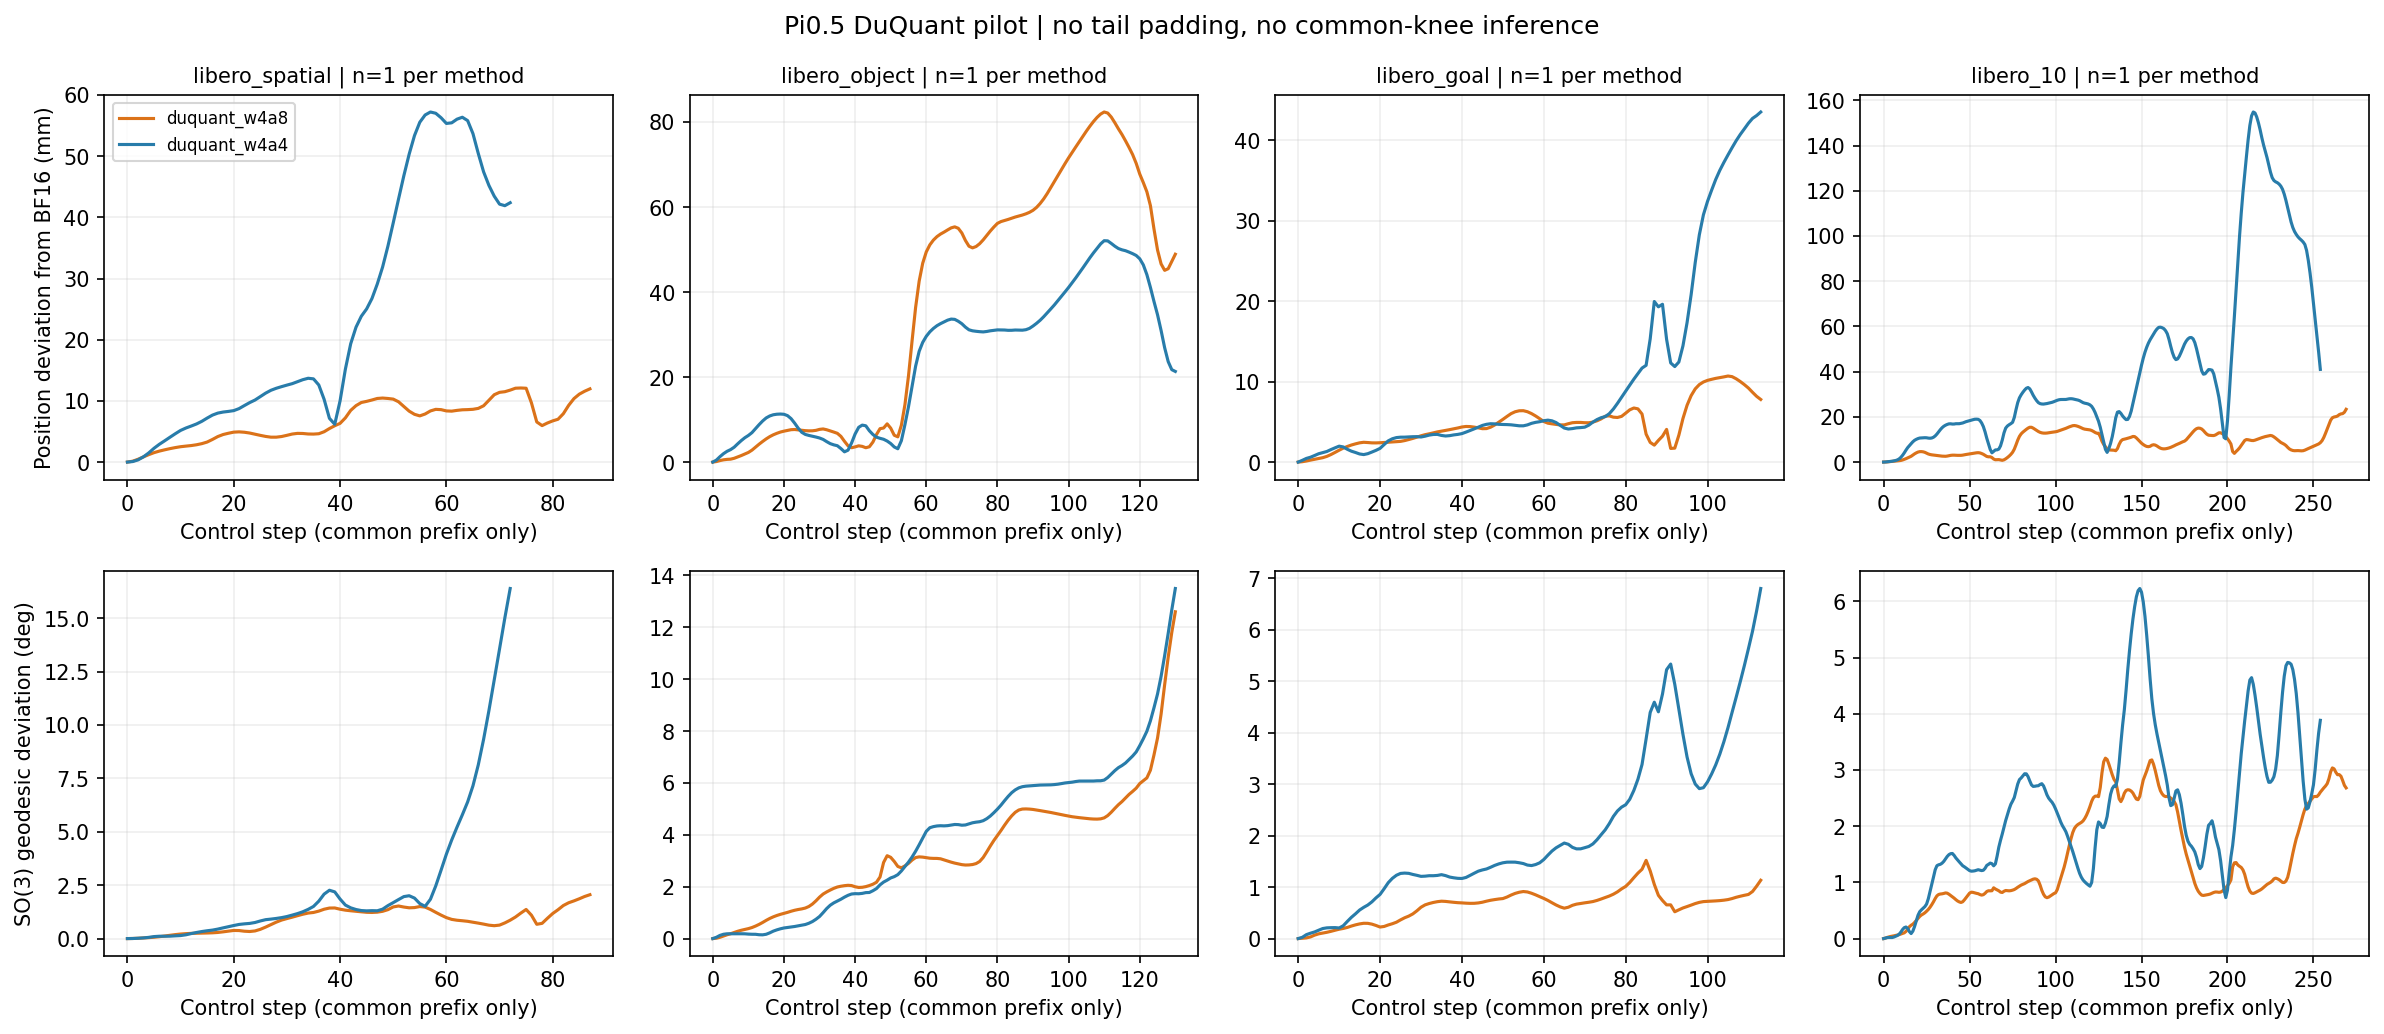 Pi0.5 DuQuant pilot | no tail padding, no common-knee inference
libero_spatial | n=1 per method
duquant_w4a8
duquant_w4a4
Position deviation from BF16 (mm)
60
50
40
30
20
10
0
0 20 40 60 80
Control step (common prefix only)
libero_object | n=1 per method
80
60
40
20
0
0 20 40 60 80 100 120
Control step (common prefix only)
libero_goal | n=1 per method
40
30
20
10
0
0 20 40 60 80 100
Control step (common prefix only)
libero_10 | n=1 per method
160
140
120
100
80
60
40
20
0
0 50 100 150 200 250
Control step (common prefix only)
SO(3) geodesic deviation (deg)
15.0
12.5
10.0
7.5
5.0
2.5
0.0
0 20 40 60 80
Control step (common prefix only)
14
12
10
8
6
4
2
0
0 20 40 60 80 100 120
Control step (common prefix only)
7
6
5
4
3
2
1
0
0 20 40 60 80 100
Control step (common prefix only)
6
5
4
3
2
1
0
0 50 100 150 200 250
Control step (common prefix only)